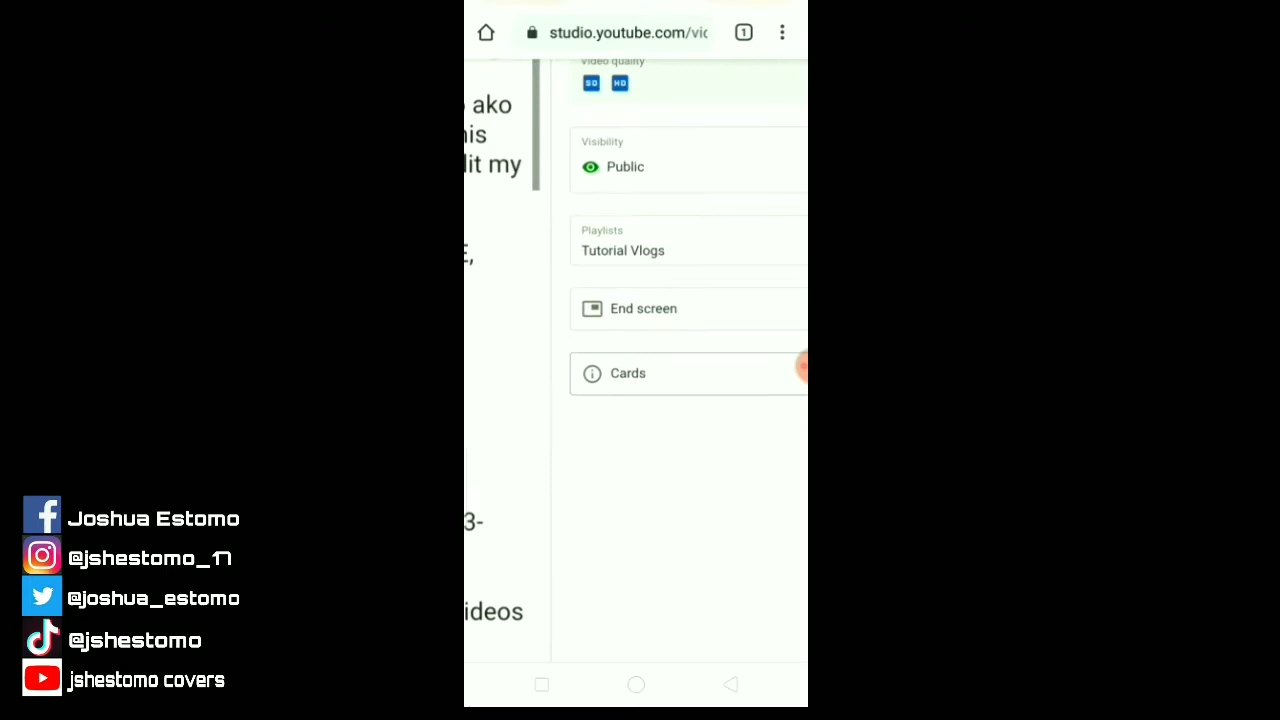 studio.youtube.com/vic
1
Video quality
SD HD
ako
his
lit my
Visibility
Public
Playlists
Tutorial Vlogs
E,
End screen
Cards
3-
ideos
Joshua Estomo
@jshestomo_17
@joshua_estomo
@jshestomo
jshestomo covers